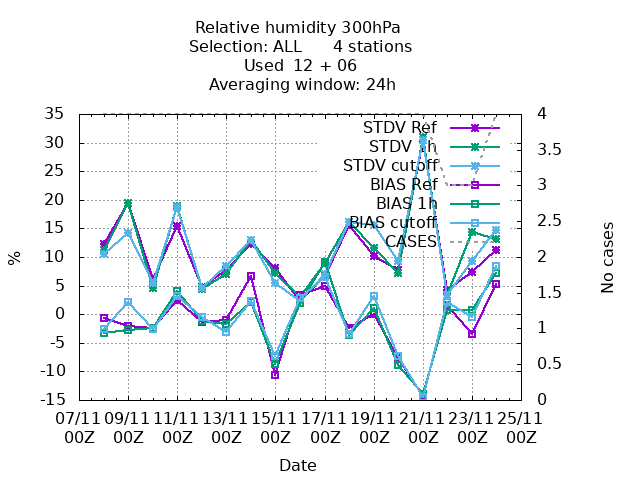 Relative humidity 300hPa
Selection: ALL 4 stations
Used 12 + 06
Averaging window: 24h
35 4
STDV Ref
30 3.5
STDV 1h
25 STDV cutoff
BIAS Ref 3
20 BIAS 1h
15 BIAS cutoff 2.5
CASES
10 2
5 1.5
0 1
-5 0.5
-10
-15 0
% No cases
07/11 09/11 11/11 13/11 15/11 17/11 19/11 21/11 23/11 25/11
00Z 00Z 00Z 00Z 00Z 00Z 00Z 00Z 00Z 00Z
Date